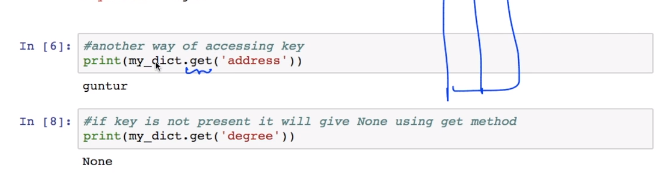 In [6]: #another way of accessing key
print(my_dict.get('address'))
guntur
In [8]: #if key is not present it will give None using get method
print(my_dict.get('degree'))
None